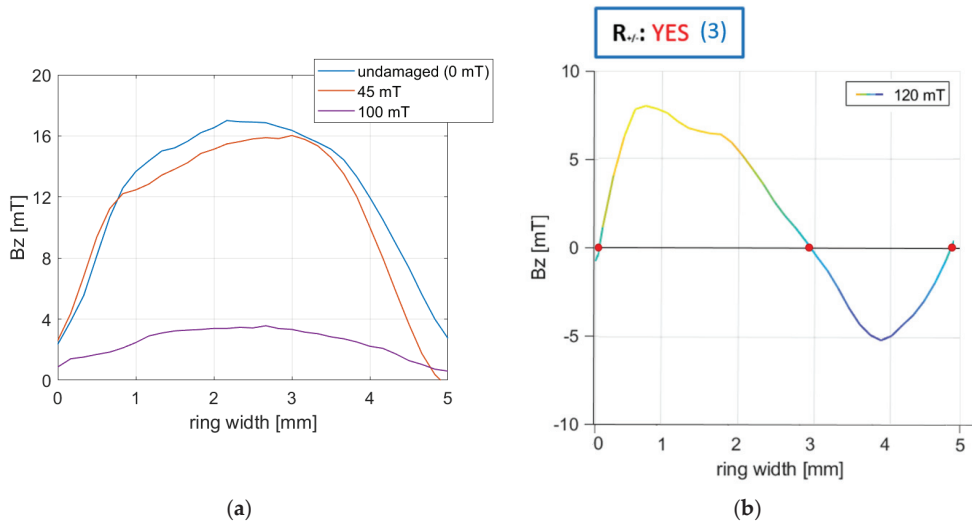 20
16
12
8
4
0
Bz [mT]
0 1 2 3 4 5
ring width [mm]
undamaged (0 mT)
45 mT
100 mT
(a)
R+/-: YES (3)
10
5
0
-5
-10
Bz [mT]
0 1 2 3 4 5
ring width [mm]
120 mT
(b)